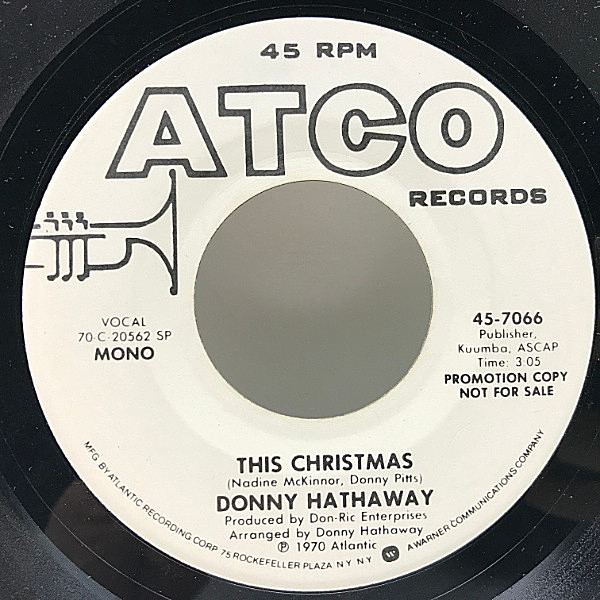 45 RPM
ATCO
RECORDS
VOCAL
70-C-20562 SP
MONO
45-7066
Publisher,
Kuumba, ASCAP
Time: 3:05
PROMOTION COPY
NOT FOR SALE
THIS CHRISTMAS
(Nadine McKinnor, Donny Pitts)
DONNY HATHAWAY
Produced by Don-Ric Enterprises
Arranged by Donny Hathaway
Ⓟ 1970 Atlantic
MFG. BY ATLANTIC RECORDING CORP. 75 ROCKEFELLER PLAZA NY NY W A WARNER COMMUNICATIONS COMPANY